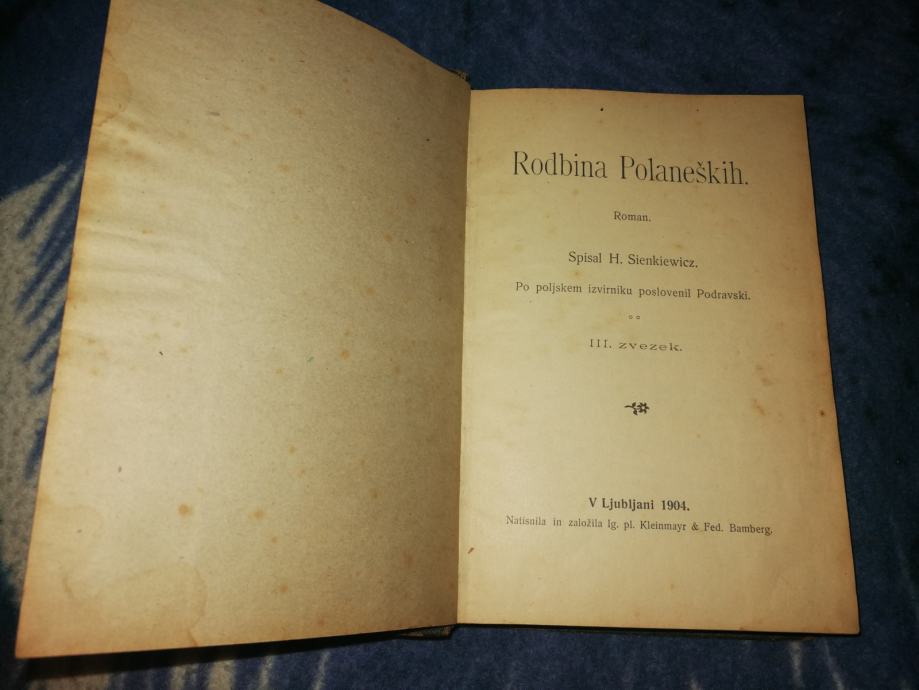 Rodbina Polaneških.
Roman.
Spisal H. Sienkiewicz.
Po poljskem izvirniku poslovenil Podravski.
III. zvezek.
V Ljubljani 1904.
Natisnila in založila Ig. pl. Kleinmayr & Fed. Bamberg.